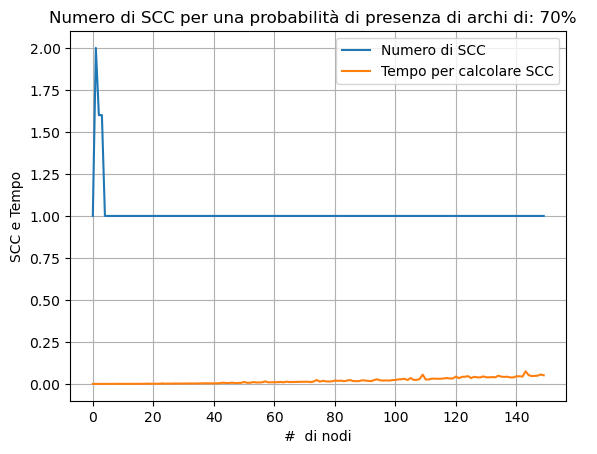 Numero di SCC per una probabilità di presenza di archi di: 70%
Numero di SCC
Tempo per calcolare SCC
2.00
1.75
1.50
1.25
1.00
0.75
0.50
0.25
0.00
SCC e Tempo
0 20 40 60 80 100 120 140
# di nodi